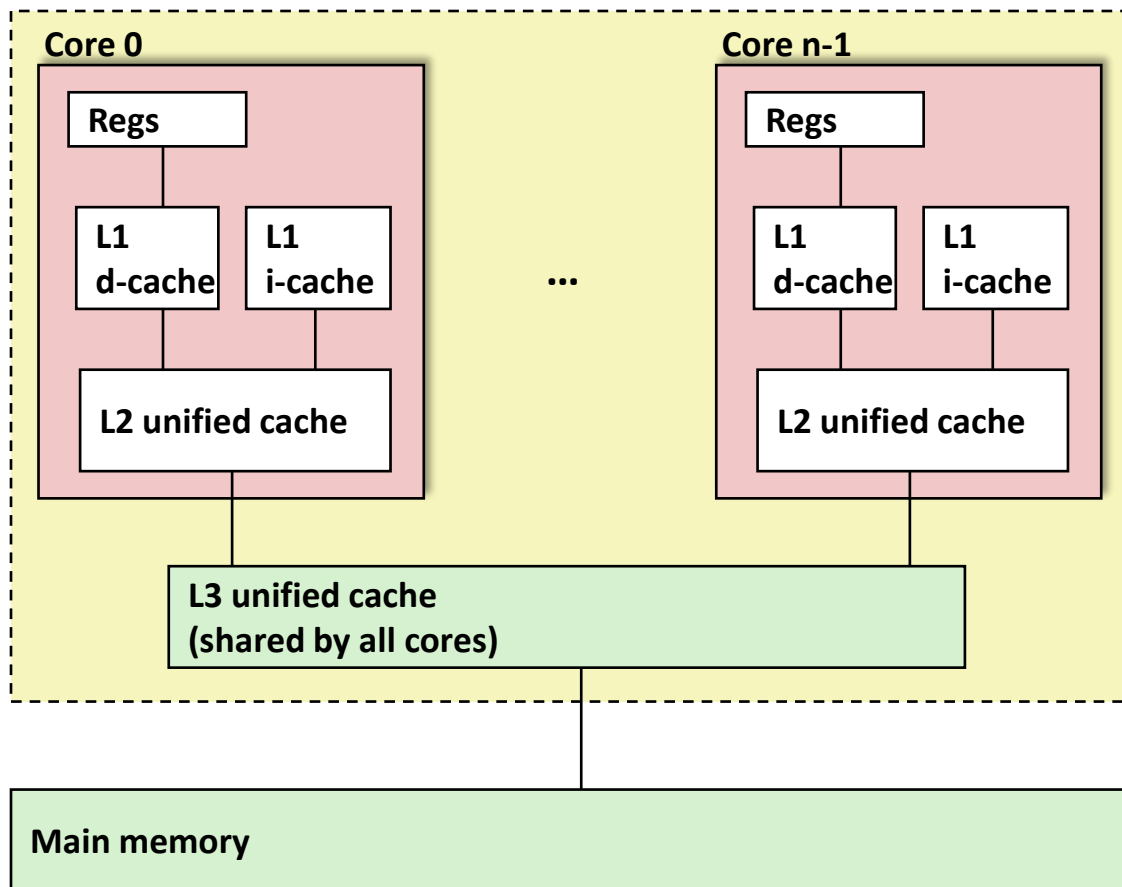 Core 0
Regs
L1
d-cache
L1
i-cache
L2 unified cache
...
Core n-1
Regs
L1
d-cache
L1
i-cache
L2 unified cache
L3 unified cache
(shared by all cores)
Main memory